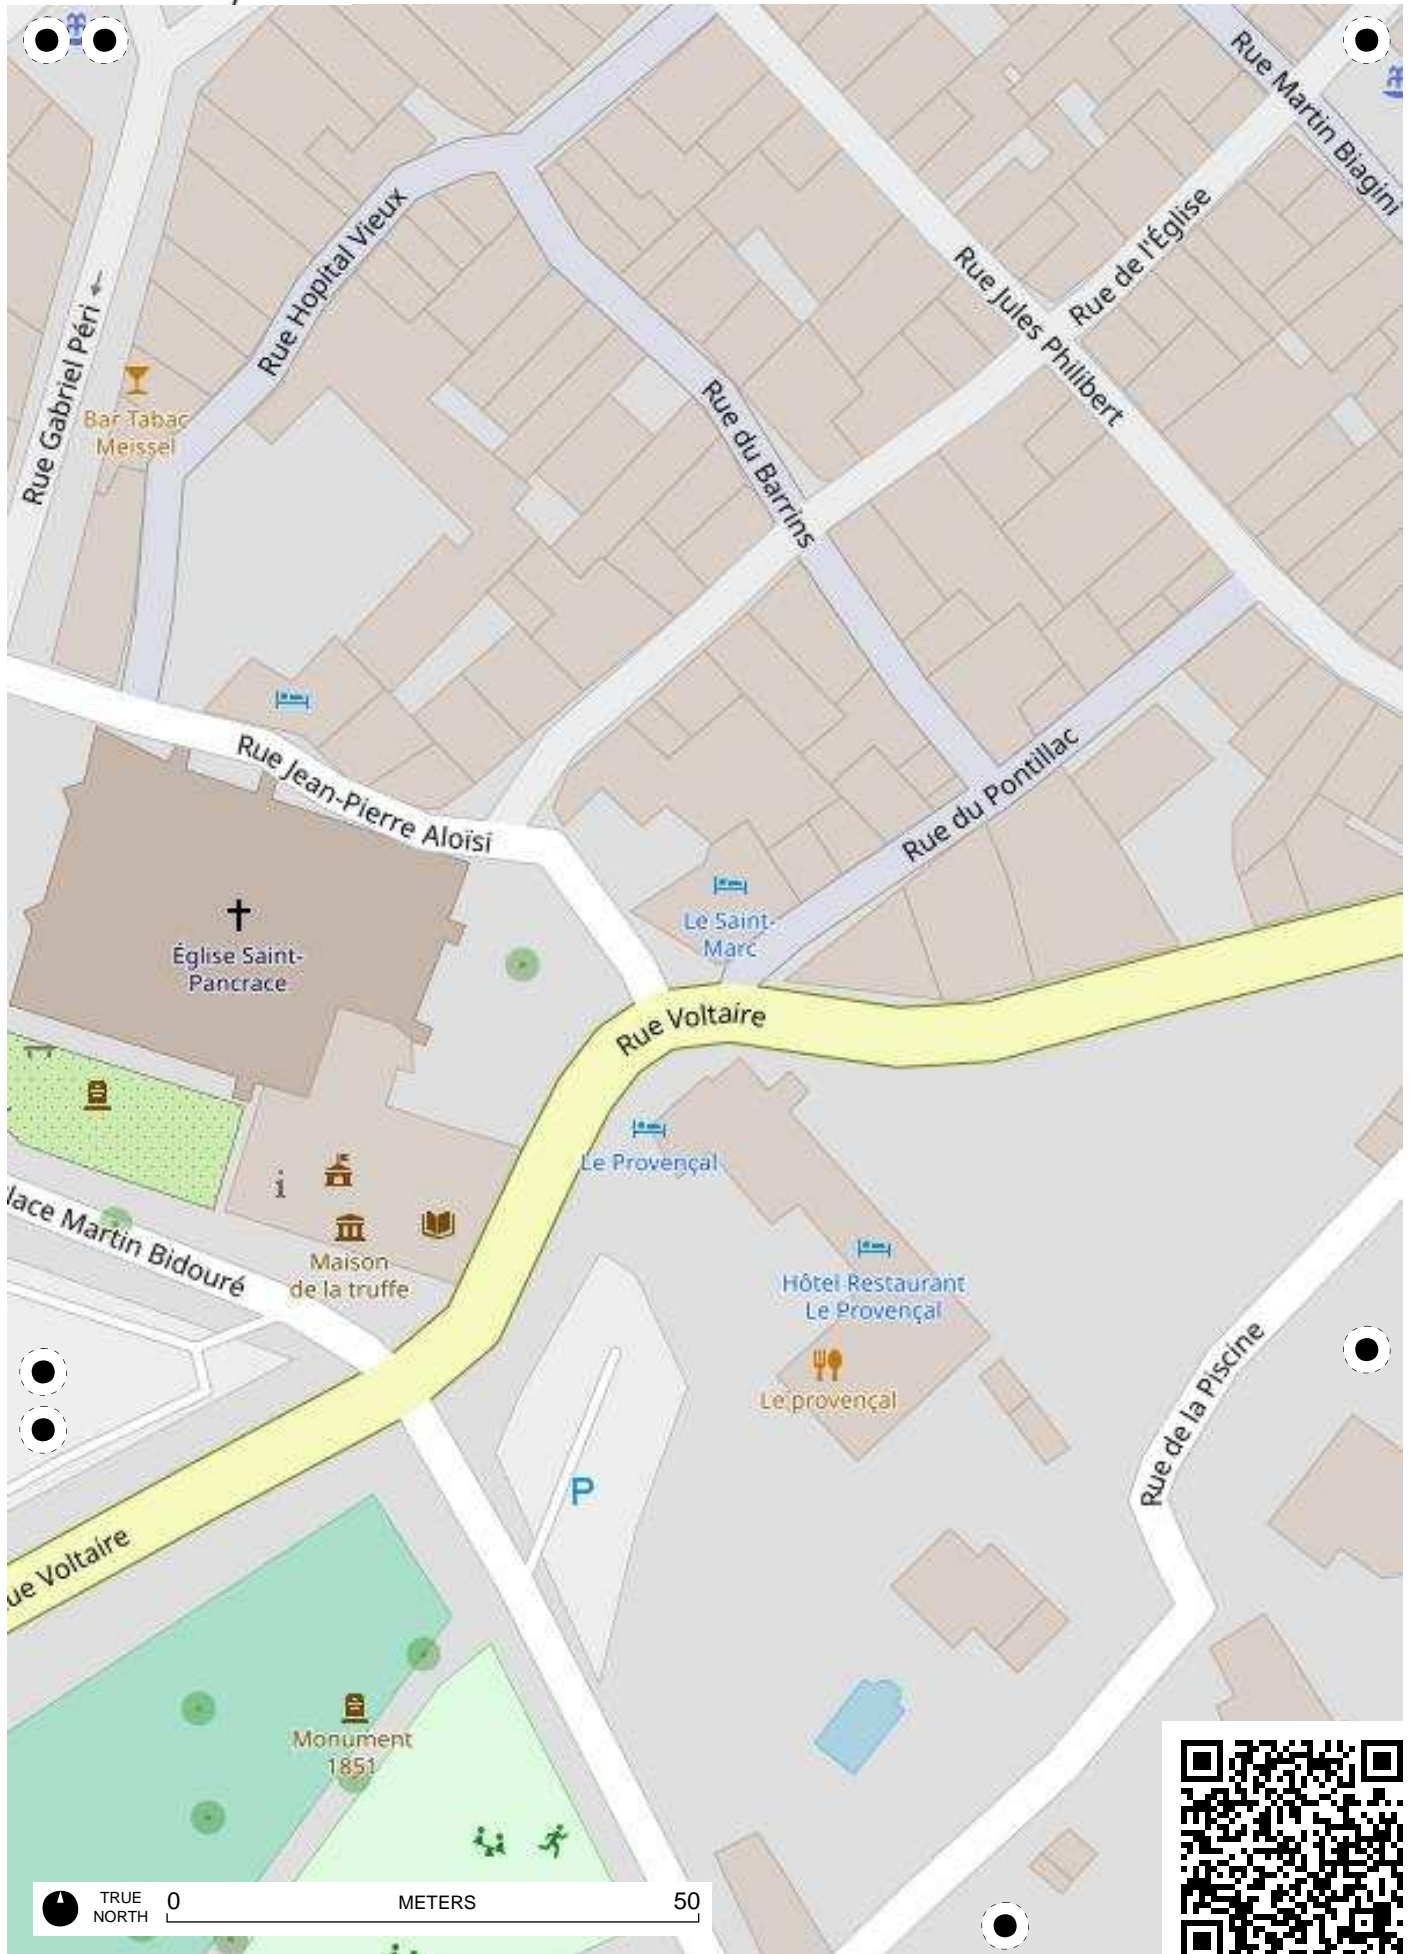 Rue Martin Biagini
Rue de l'Église
Rue Hopital Vieux
Rue Jules Philibert
Rue Gabriel Péri
Bar Tabac
Meissel
Rue du Barrins
Rue Jean-Pierre Aloïsi
Rue du Pontillac
Le Saint-
Marc
Église Saint-
Pancrace
Rue Voltaire
Le Provençal
lace Martin Bidouré
Maison
de la truffe
Hôtel Restaurant
Le Provençal
Le provençal
Rue de la Piscine
P
ue Voltaire
Monument
1851
TRUE
NORTH
0 METERS 50